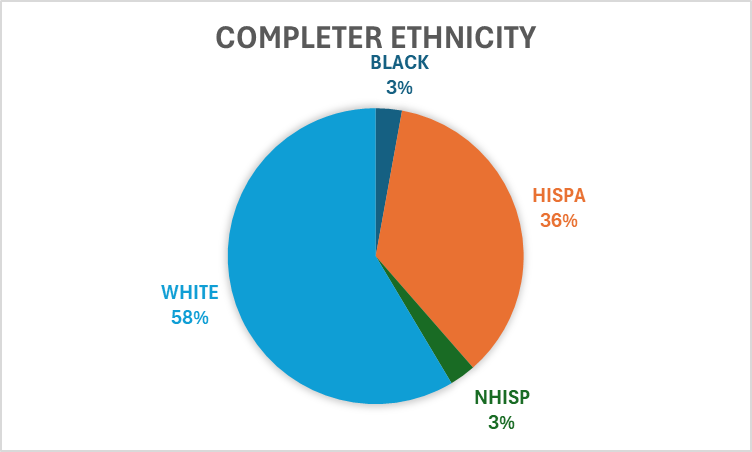 COMPLETER ETHNICITY
BLACK
3%
HISPA
36%
WHITE
58%
NHISP
3%